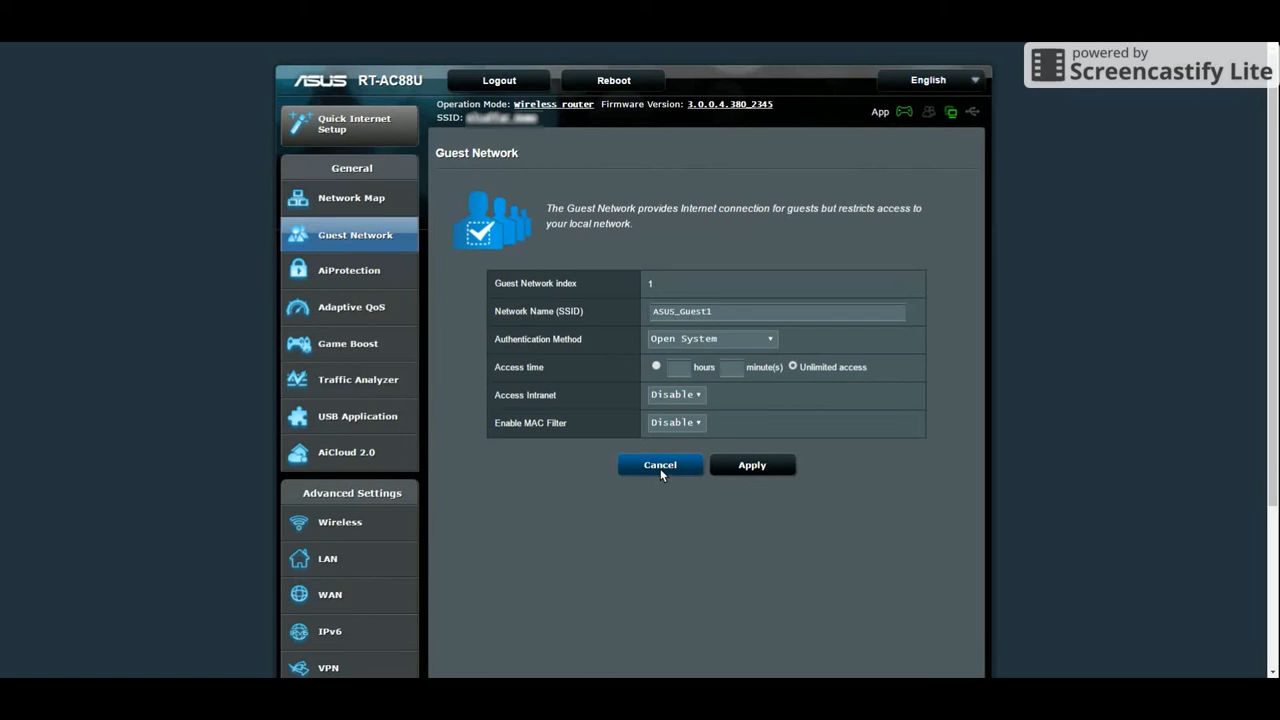 powered by
Screencastify Lite
ASUS RT-AC88U Logout Reboot English
Operation Mode: Wireless router Firmware Version: 3.0.0.4.380_2345
SSID:
App
Quick Internet
Setup
General
Network Map
Guest Network
AiProtection
Adaptive QoS
Game Boost
Traffic Analyzer
USB Application
AiCloud 2.0
Advanced Settings
Wireless
LAN
WAN
IPv6
VPN
Guest Network
The Guest Network provides Internet connection for guests but restricts access to
your local network.
Guest Network index 1
Network Name (SSID) ASUS_Guest1
Authentication Method Open System
Access time hours minute(s) Unlimited access
Access Intranet Disable
Enable MAC Filter Disable
Cancel Apply